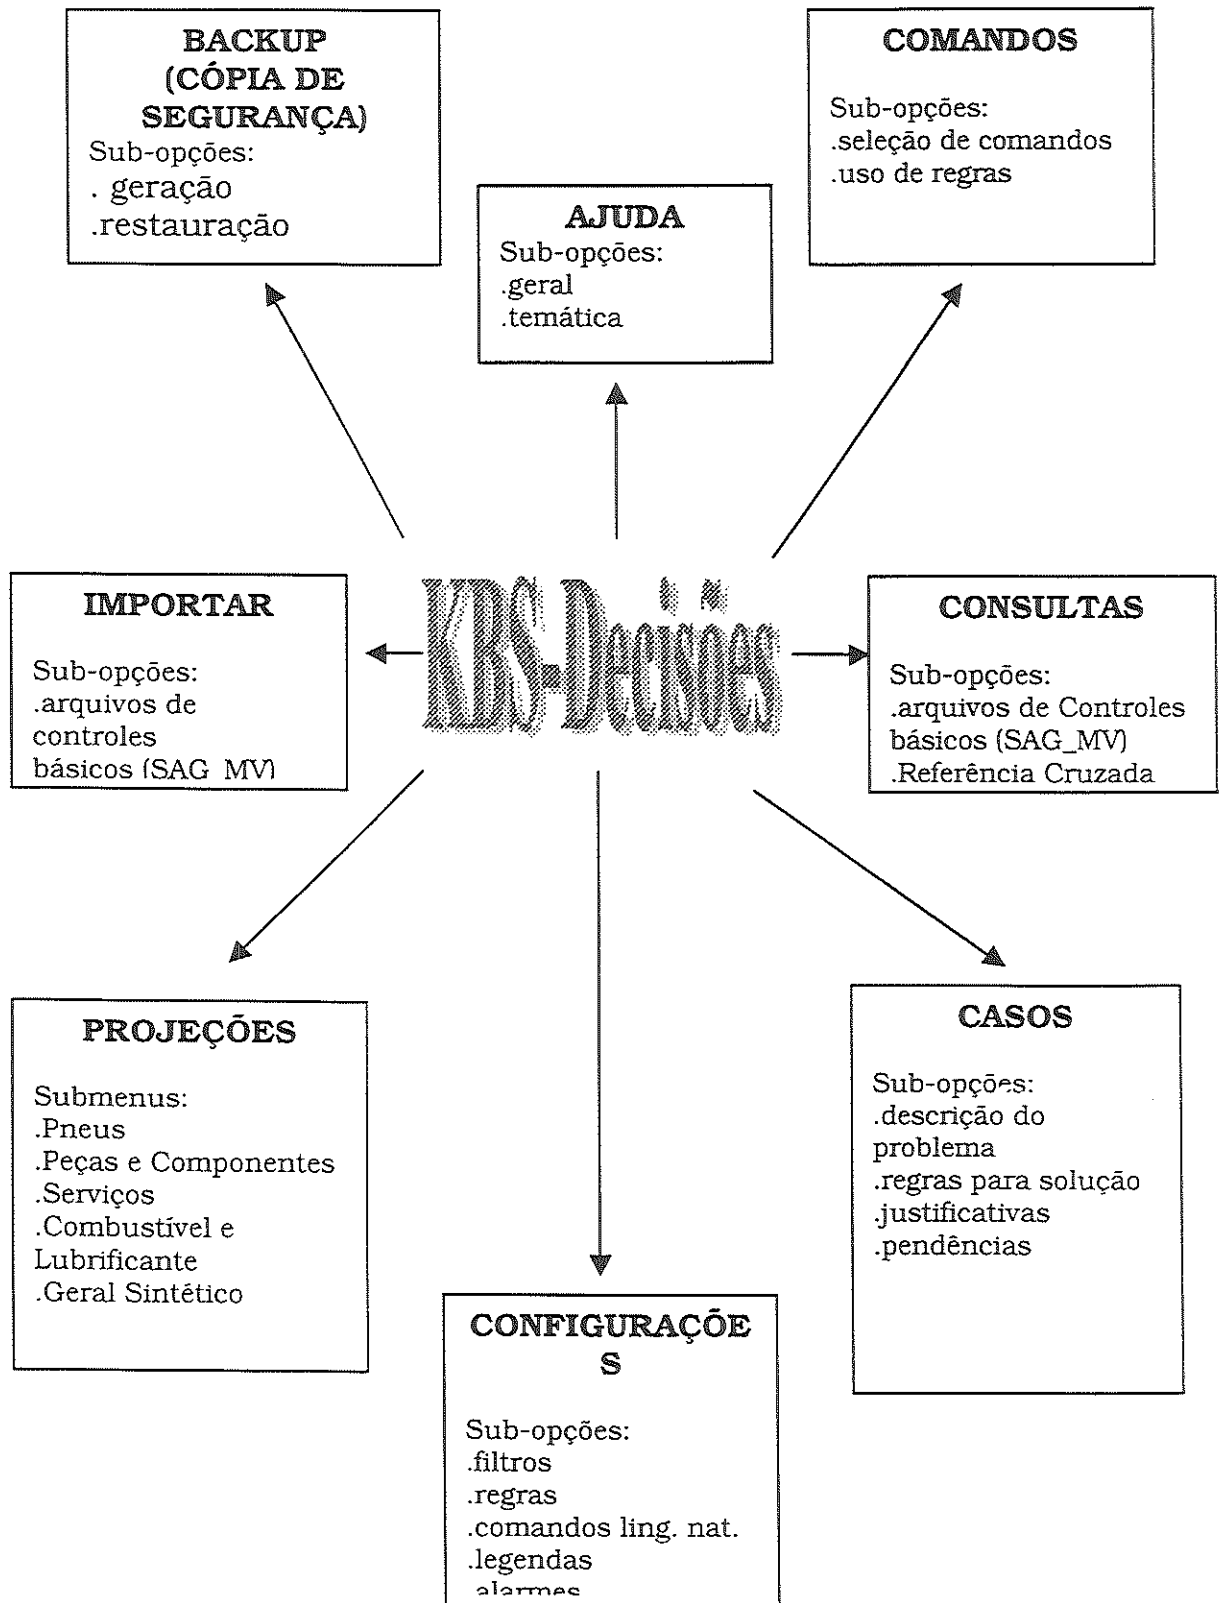 BACKUP
(CÓPIA DE
SEGURANÇA)
Sub-opções:
. geração
.restauração
COMANDOS
Sub-opções:
.seleção de comandos
.uso de regras
AJUDA
Sub-opções:
.geral
.temática
IMPORTAR
Sub-opções:
.arquivos de
controles
básicos (SAG_MV)
KBS-Decisões
CONSULTAS
Sub-opções:
.arquivos de Controles
básicos (SAG_MV)
.Referência Cruzada
PROJEÇÕES
Submenus:
.Pneus
.Peças e Componentes
.Serviços
.Combustível e
Lubrificante
.Geral Sintético
CASOS
Sub-opções:
.descrição do
problema
.regras para solução
.justificativas
.pendências
CONFIGURAÇÕE
S
Sub-opções:
.filtros
.regras
.comandos ling. nat.
.legendas
.alarmes